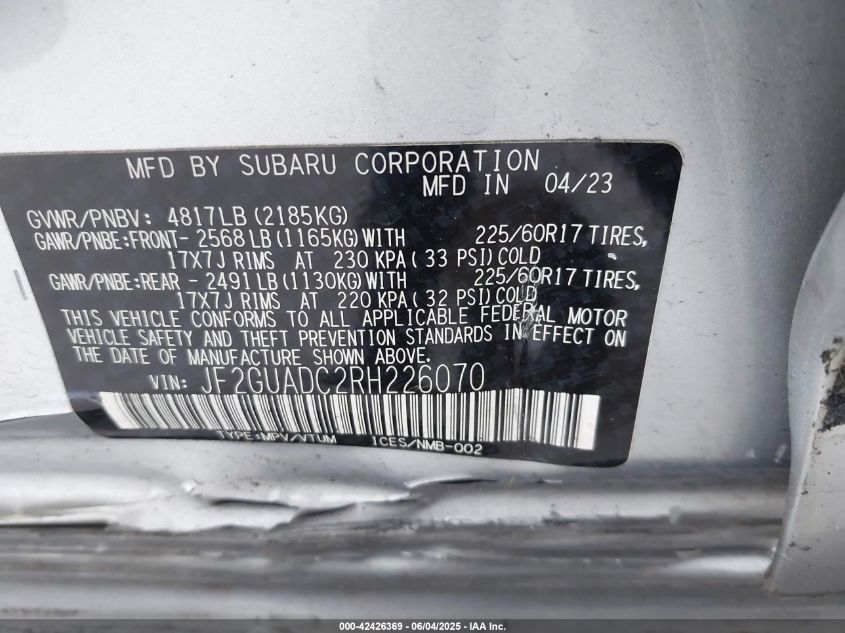 MFD BY SUBARU CORPORATION
MFD IN 04/23
GVWR/PNBV: 4817LB (2185KG)
GAWR/PNBE:FRONT- 2568LB (1165KG) WITH 225/60R17 TIRES,
17X7J RIMS AT 230 KPA (33 PSI) COLD
GAWR/PNBE:REAR - 2491LB (1130KG) WITH 225/60R17 TIRES,
17X7J RIMS AT 220 KPA (32 PSI) COLD
THIS VEHICLE CONFORMS TO ALL APPLICABLE FEDERAL MOTOR
VEHICLE SAFETY AND THEFT PREVENTION STANDARDS IN EFFECT ON
THE DATE OF MANUFACTURE SHOWN ABOVE.
VIN: JF2GUADC2RH226070
TYPE:MPV/VTUM ICES/NMB-002
000-42426369 - 06/04/2025 - IAA Inc.